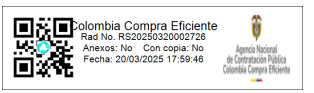 Colombia Compra Eficiente
Rad No. RS20250320002726
Anexos: No Con copia: No
Fecha: 20/03/2025 17:59:46
Agencia Nacional
de Contratación Pública
Colombia Compra Eficiente